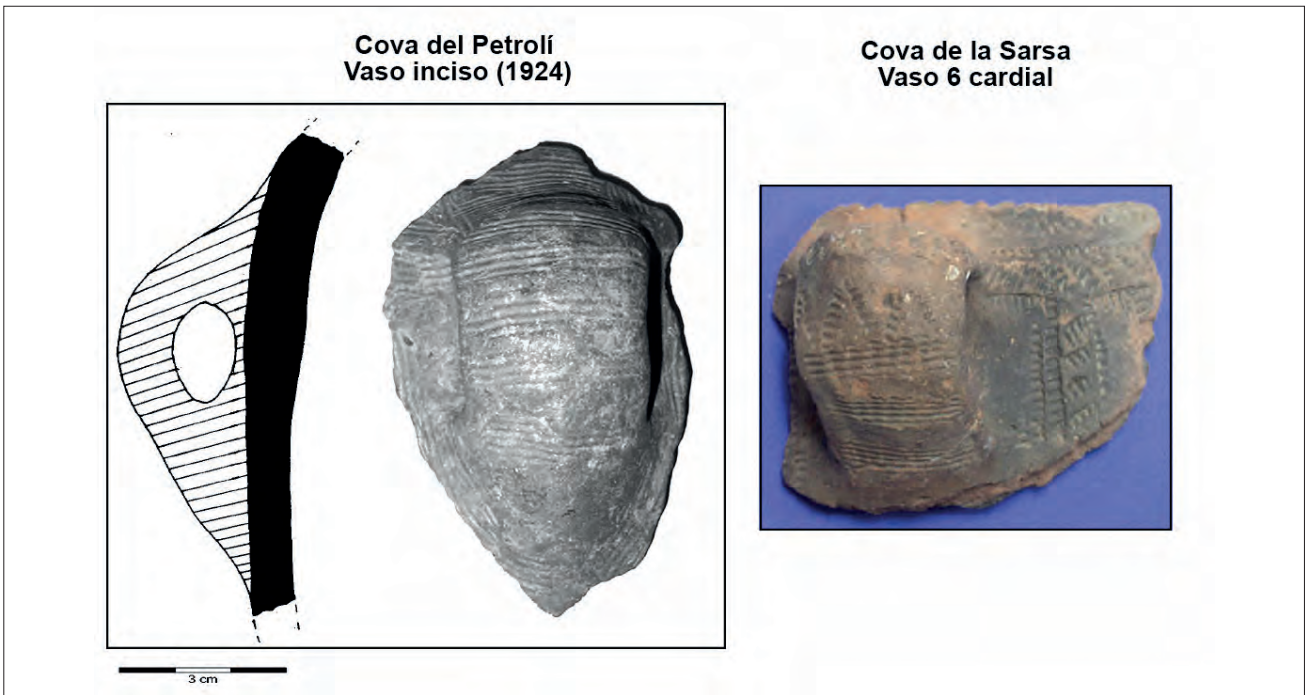 Cova del Petrolí
Vaso inciso (1924)
Cova de la Sarsa
Vaso 6 cardial
3 cm